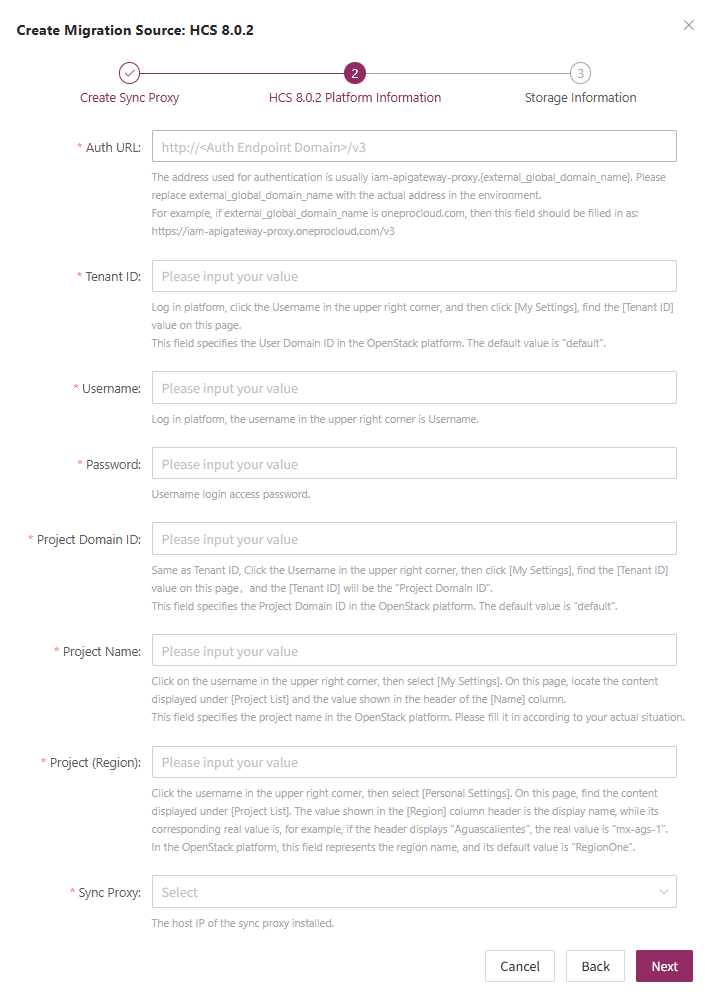 Create Migration Source: HCS 8.0.2
2
3
Create Sync Proxy
HCS 8.0.2 Platform Information
Storage Information
* Auth URL:
http://<Auth Endpoint Domain>/v3
The address used for authentication is usually iam-apigateway-proxy.{external_global_domain_name}. Please
replace external_global_domain_name with the actual address in the environment.
For example, if external_global_domain_name is oneprocloud.com, then this field should be filled in as:
https://iam-apigateway-proxy.oneprocloud.com/v3
* Tenant ID:
Please input your value
Log in platform, click the Username in the upper right corner, and then click [My Settings], find the [Tenant ID]
value on this page.
This field specifies the User Domain ID in the OpenStack platform. The default value is "default".
* Username:
Please input your value
Log in platform, the username in the upper right corner is Username.
* Password:
Please input your value
Username login access password.
* Project Domain ID:
Please input your value
Same as Tenant ID, Click the Username in the upper right corner, then click [My Settings], find the [Tenant ID]
value on this page，and the [Tenant ID] will be the "Project Domain ID".
This field specifies the Project Domain ID in the OpenStack platform. The default value is "default".
* Project Name:
Please input your value
Click on the username in the upper right corner, then select [My Settings]. On this page, locate the content
displayed under [Project List] and the value shown in the header of the [Name] column.
This field specifies the project name in the OpenStack platform. Please fill it in according to your actual situation.
* Project (Region):
Please input your value
Click the username in the upper right corner, then select [Personal Settings]. On this page, find the content
displayed under [Project List]. The value shown in the [Region] column header is the display name, while its
corresponding real value is, for example, if the header displays "Aguascalientes", the real value is "mx-ags-1".
In the OpenStack platform, this field represents the region name, and its default value is "RegionOne".
* Sync Proxy:
Select
The host IP of the sync proxy installed.
Cancel
Back
Next